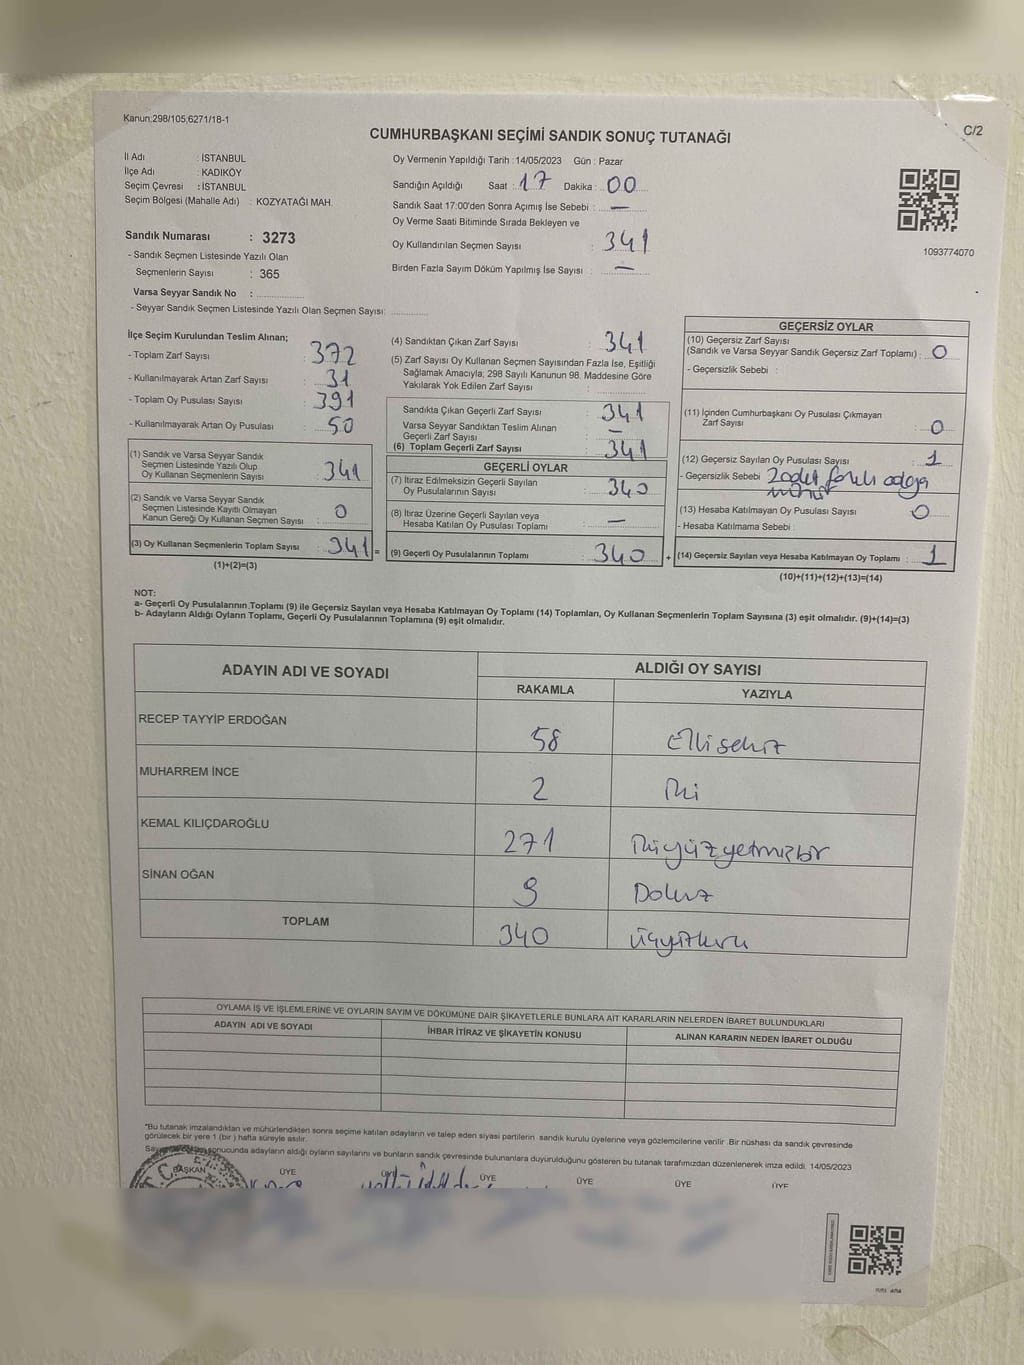 Kanun:298/105,6271/18-1
C/2
CUMHURBAŞKANI SEÇİMİ SANDIK SONUÇ TUTANAĞI
İl Adı : İSTANBUL
İlçe Adı : KADIKÖY
Seçim Çevresi : İSTANBUL
Seçim Bölgesi (Mahalle Adı) : KOZYATAĞI MAH.
Sandık Numarası : 3273
- Sandık Seçmen Listesinde Yazılı Olan
Seçmenlerin Sayısı : 365
Varsa Seyyar Sandık No :
- Seyyar Sandık Seçmen Listesinde Yazılı Olan Seçmen Sayısı:
Oy Vermenin Yapıldığı Tarih : 14/05/2023 Gün : Pazar
Sandığın Açıldığı Saat : 17 Dakika : 00
Sandık Saat 17:00'den Sonra Açımış İse Sebebi : —
Oy Verme Saati Bitiminde Sırada Bekleyen ve
Oy Kullandırılan Seçmen Sayısı : 341
Birden Fazla Sayım Döküm Yapılmış İse Sayısı : —
1093774070
İlçe Seçim Kurulundan Teslim Alınan;
- Toplam Zarf Sayısı : 372
- Kullanılmayarak Artan Zarf Sayısı : 31
- Toplam Oy Pusulası Sayısı : 391
- Kullanılmayarak Artan Oy Pusulası : 50
(1) Sandık ve Varsa Seyyar Sandık
Seçmen Listesinde Yazılı Olup
Oy Kullanan Seçmenlerin Sayısı : 341
(2) Sandık ve Varsa Seyyar Sandık
Seçmen Listesinde Kayıtlı Olmayan
Kanun Gereği Oy Kullanan Seçmen Sayısı : 0
(3) Oy Kullanan Seçmenlerin Toplam Sayısı : 341 =
(1)+(2)=(3)
(4) Sandıktan Çıkan Zarf Sayısı : 341
(5) Zarf Sayısı Oy Kullanan Seçmen Sayısından Fazla İse, Eşitliği
Sağlamak Amacıyla; 298 Sayılı Kanunun 98. Maddesine Göre
Yakılarak Yok Edilen Zarf Sayısı :
Sandıkta Çıkan Geçerli Zarf Sayısı : 341
Varsa Seyyar Sandıktan Teslim Alınan
Geçerli Zarf Sayısı : —
(6) Toplam Geçerli Zarf Sayısı : 341
GEÇERLİ OYLAR
(7) İtiraz Edilmeksizin Geçerli Sayılan
Oy Pusulalarının Sayısı : 340
(8) İtiraz Üzerine Geçerli Sayılan veya
Hesaba Katılan Oy Pusulası Toplamı : —
(9) Geçerli Oy Pusulalarının Toplamı : 340 +
GEÇERSİZ OYLAR
(10) Geçersiz Zarf Sayısı
(Sandık ve Varsa Seyyar Sandık Geçersiz Zarf Toplamı) : 0
- Geçersizlik Sebebi :
(11) İçinden Cumhurbaşkanı Oy Pusulası Çıkmayan
Zarf Sayısı : 0
(12) Geçersiz Sayılan Oy Pusulası Sayısı : 1
- Geçersizlik Sebebi 2 adet farklı adaya
(13) Hesaba Katılmayan Oy Pusulası Sayısı : 0
- Hesaba Katılmama Sebebi :
(14) Geçersiz Sayılan veya Hesaba Katılmayan Oy Toplamı : 1
(10)+(11)+(12)+(13)=(14)
NOT:
a- Geçerli Oy Pusulalarının Toplamı (9) ile Geçersiz Sayılan veya Hesaba Katılmayan Oy Toplamı (14) Toplamları, Oy Kullanan Seçmenlerin Toplam Sayısına (3) eşit olmalıdır. (9)+(14)=(3)
b- Adayların Aldığı Oyların Toplamı, Geçerli Oy Pusulalarının Toplamına (9) eşit olmalıdır.
ADAYIN ADI VE SOYADI
ALDIĞI OY SAYISI
RAKAMLA YAZIYLA
RECEP TAYYİP ERDOĞAN 58 Ellisekiz
MUHARREM İNCE 2 İki
KEMAL KILIÇDAROĞLU 271 İkiyüzyetmişbir
SİNAN OĞAN 9 Dokuz
TOPLAM 340 Üçyüzkırk
OYLAMA İŞ VE İŞLEMLERİNE VE OYLARIN SAYIM VE DÖKÜMÜNE DAİR ŞİKAYETLERLE BUNLARA AİT KARARLARIN NELERDEN İBARET BULUNDUKLARI
ADAYIN ADI VE SOYADI İHBAR İTİRAZ VE ŞİKAYETİN KONUSU ALINAN KARARIN NEDEN İBARET OLDUĞU
*Bu tutanak imzalandıktan ve mühürlendikten sonra seçime katılan adayların ve talep eden siyasi partilerin sandık kurulu üyelerine veya gözlemcilerine verilir. Bir nüshası da sandık çevresinde
görülecek bir yere 1 (bir ) hafta süreyle asılır.
sonucunda adayların aldığı oyların sayılarını ve bunların sandık çevresinde bulunanlara duyurulduğunu gösteren bu tutanak tarafımızdan düzenlenerek imza edildi. 14/05/2023
BAŞKAN ÜYE ÜYE ÜYE ÜYE ÜYE